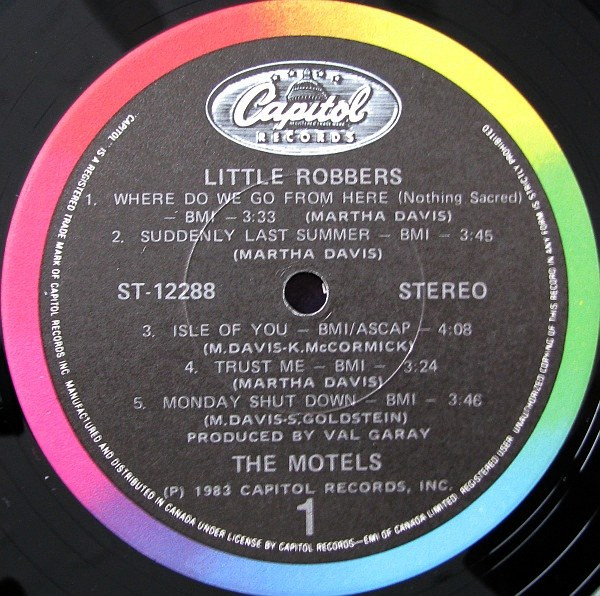 Capitol
RECORDS
LITTLE ROBBERS
1. WHERE DO WE GO FROM HERE (Nothing Sacred)
– BMI – 3:33 (MARTHA DAVIS)
2. SUDDENLY LAST SUMMER – BMI – 3:45
(MARTHA DAVIS)
ST-12288 STEREO
3. ISLE OF YOU – BMI/ASCAP – 4:08
(M.DAVIS-K.McCORMICK)
4. TRUST ME – BMI – 3:24
(MARTHA DAVIS)
5. MONDAY SHUT DOWN – BMI – 3:46
(M.DAVIS-S.GOLDSTEIN)
PRODUCED BY VAL GARAY
THE MOTELS
(P) 1983 CAPITOL RECORDS, INC.
1
"CAPITOL" IS A REGISTERED TRADE MARK OF CAPITOL RECORDS INC. MANUFACTURED AND DISTRIBUTED IN CANADA UNDER LICENSE BY CAPITOL RECORDS—EMI OF CANADA LIMITED. REGISTERED USER. UNAUTHORIZED COPYING OF THIS RECORD IN ANY FORM IS STRICTLY PROHIBITED